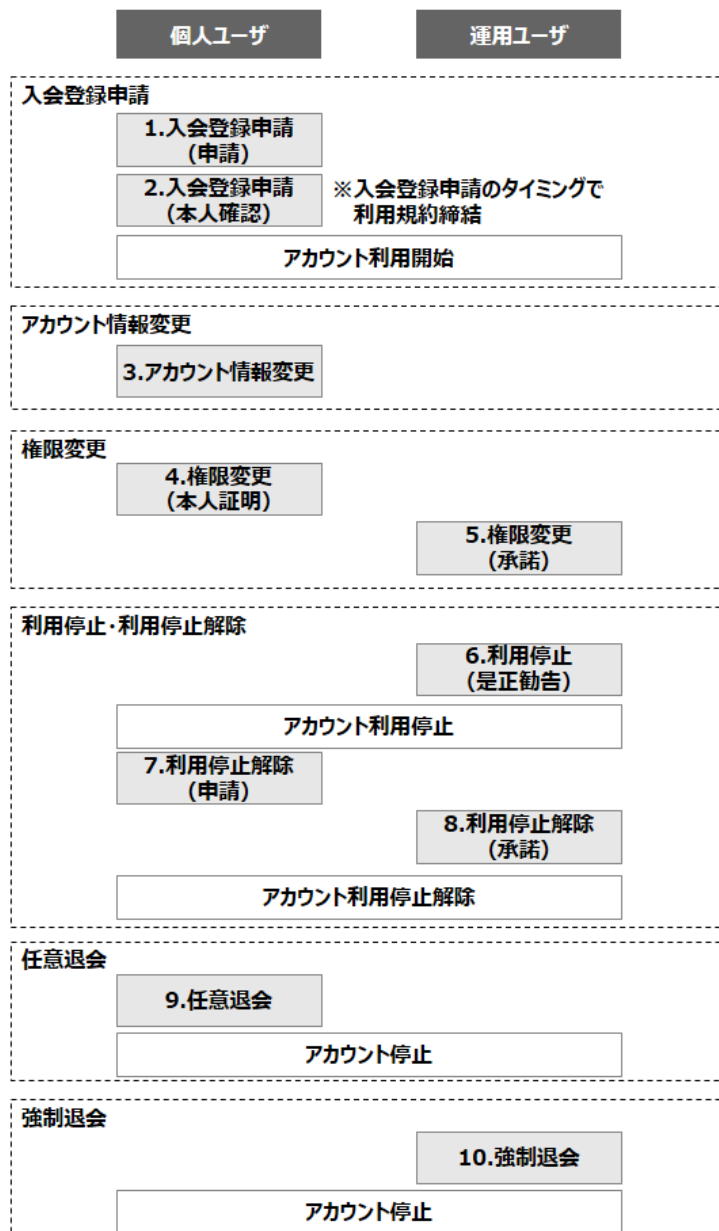 個人ユーザ
運用ユーザ
入会登録申請
1.入会登録申請
(申請)
2.入会登録申請
(本人確認)
※入会登録申請のタイミングで
利用規約締結
アカウント利用開始
アカウント情報変更
3.アカウント情報変更
権限変更
4.権限変更
(本人証明)
5.権限変更
(承諾)
利用停止・利用停止解除
6.利用停止
(是正勧告)
アカウント利用停止
7.利用停止解除
(申請)
8.利用停止解除
(承諾)
アカウント利用停止解除
任意退会
9.任意退会
アカウント停止
強制退会
10.強制退会
アカウント停止